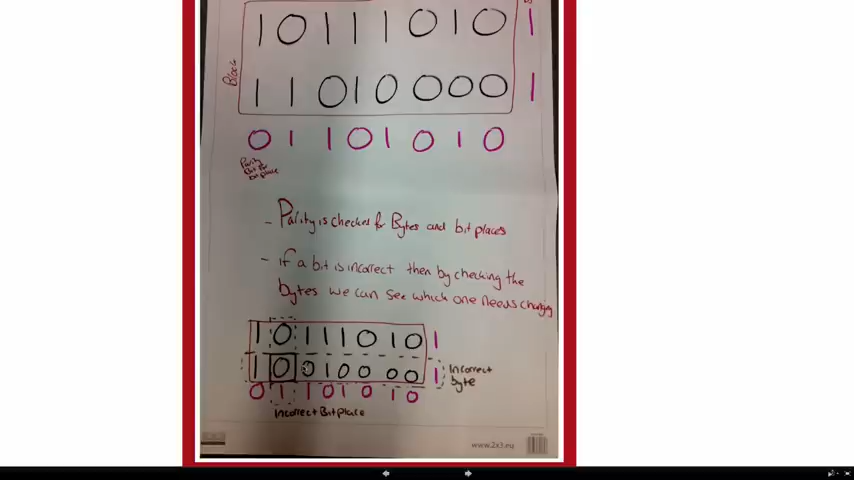 1 0 1 1 1 0 1 0 1
Block
1 1 0 1 0 0 0 0 1
0 1 1 0 1 0 1 0
Parity
Bit for
bit place
- Parity is checked for Bytes and bit places
- if a bit is incorrect then by checking the
bytes we can see which one needs changing
1 0 1 1 1 0 1 0 1
1 0 0 1 0 0 0 0 1
Incorrect
byte
0 1 1 0 1 0 1 0
Incorrect Bit place
www.2x3.eu